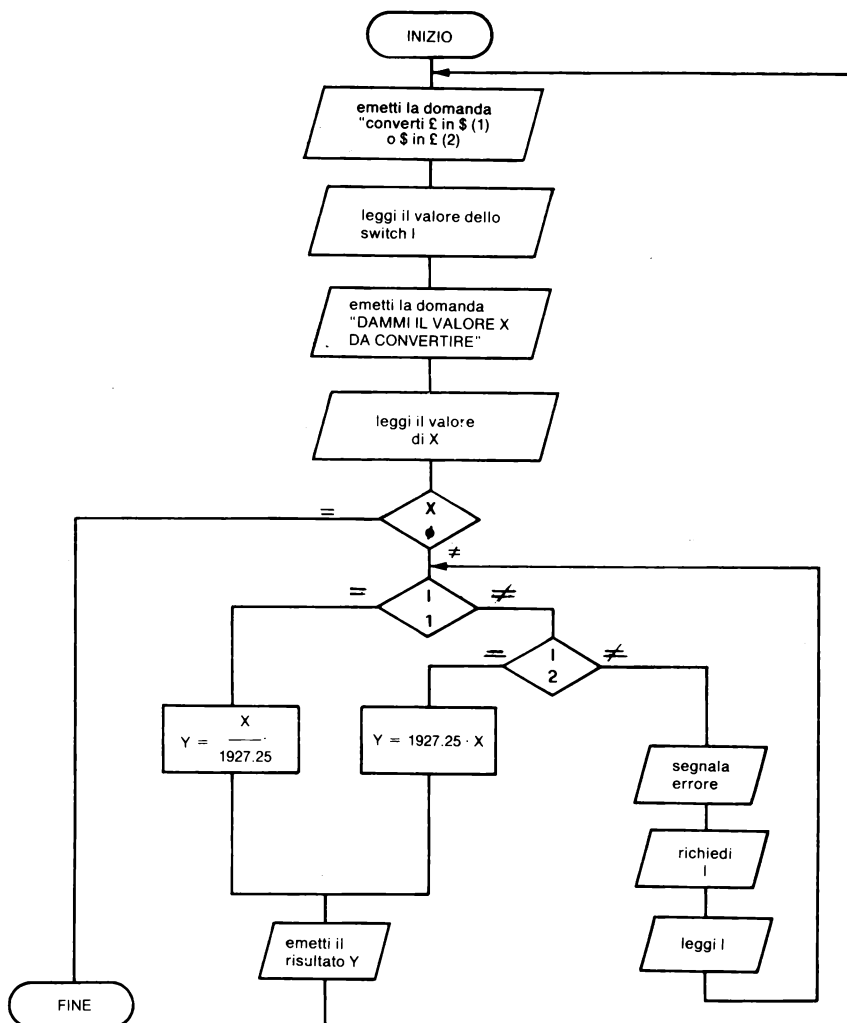 INIZIO
emetti la domanda
"converti £ in $ (1)
o $ in £ (2)
leggi il valore dello
switch I
emetti la domanda
"DAMMI IL VALORE X
DA CONVERTIRE"
leggi il valore
di X
=
X
ø
≠
=
I
1
≠
=
I
2
≠
Y = X
1927.25
Y = 1927.25 · X
segnala
errore
richiedi
I
leggi I
emetti il
risultato Y
FINE